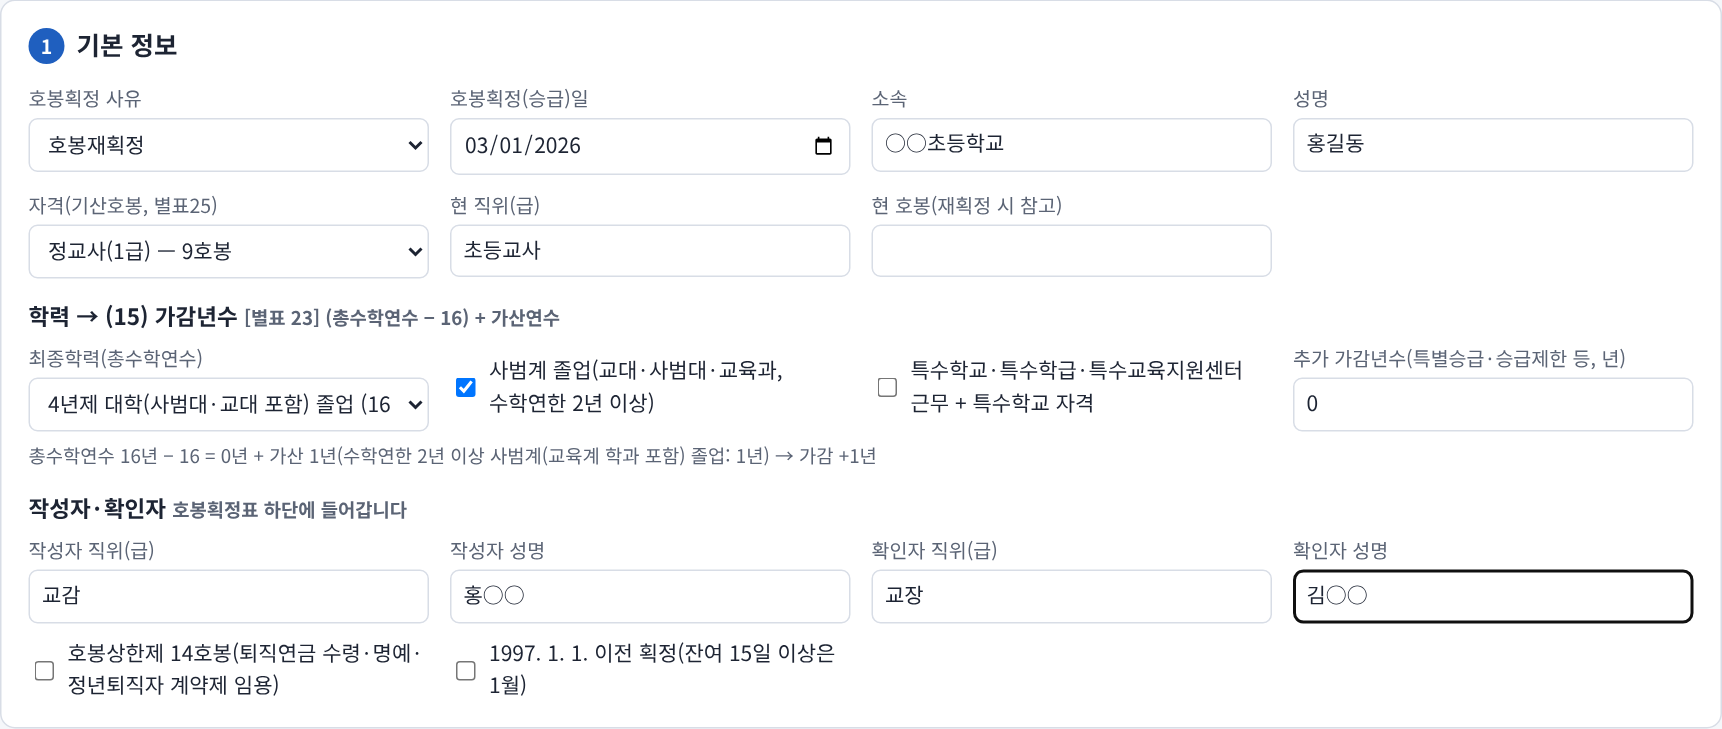 1 기본 정보
호봉획정 사유
호봉재획정
호봉획정(승급)일
03/01/2026
소속
○○초등학교
성명
홍길동
자격(기산호봉, 별표25)
정교사(1급) — 9호봉
현 직위(급)
초등교사
현 호봉(재획정 시 참고)
학력 → (15) 가감년수 [별표 23] (총수학연수 − 16) + 가산연수
최종학력(총수학연수)
4년제 대학(사범대·교대 포함) 졸업 (16
사범계 졸업(교대·사범대·교육과,
수학연한 2년 이상)
특수학교·특수학급·특수교육지원센터
근무 + 특수학교 자격
추가 가감년수(특별승급·승급제한 등, 년)
0
총수학연수 16년 − 16 = 0년 + 가산 1년(수학연한 2년 이상 사범계(교육계 학과 포함) 졸업: 1년) → 가감 +1년
작성자·확인자 호봉획정표 하단에 들어갑니다
작성자 직위(급)
교감
작성자 성명
홍○○
확인자 직위(급)
교장
확인자 성명
김○○
호봉상한제 14호봉(퇴직연금 수령·명예·
정년퇴직자 계약제 임용)
1997. 1. 1. 이전 획정(잔여 15일 이상은
1월)